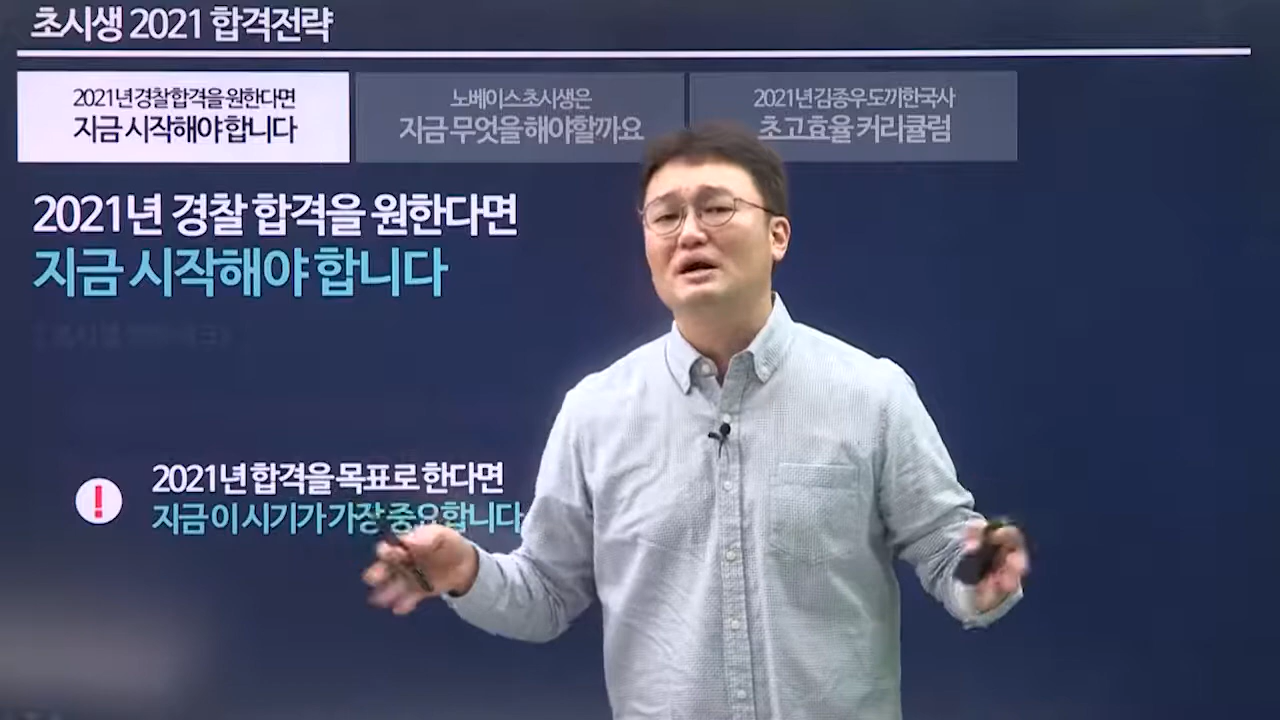 초시생 2021 합격전략
2021년 경찰합격을 원한다면
지금 시작해야 합니다
노베이스 초시생은
지금 무엇을 해야할까요
2021년 김종우 도끼한국사
초고효율 커리큘럼
2021년 경찰 합격을 원한다면
지금 시작해야 합니다
! 2021년 합격을 목표로 한다면
지금 이 시기가 가장 중요합니다